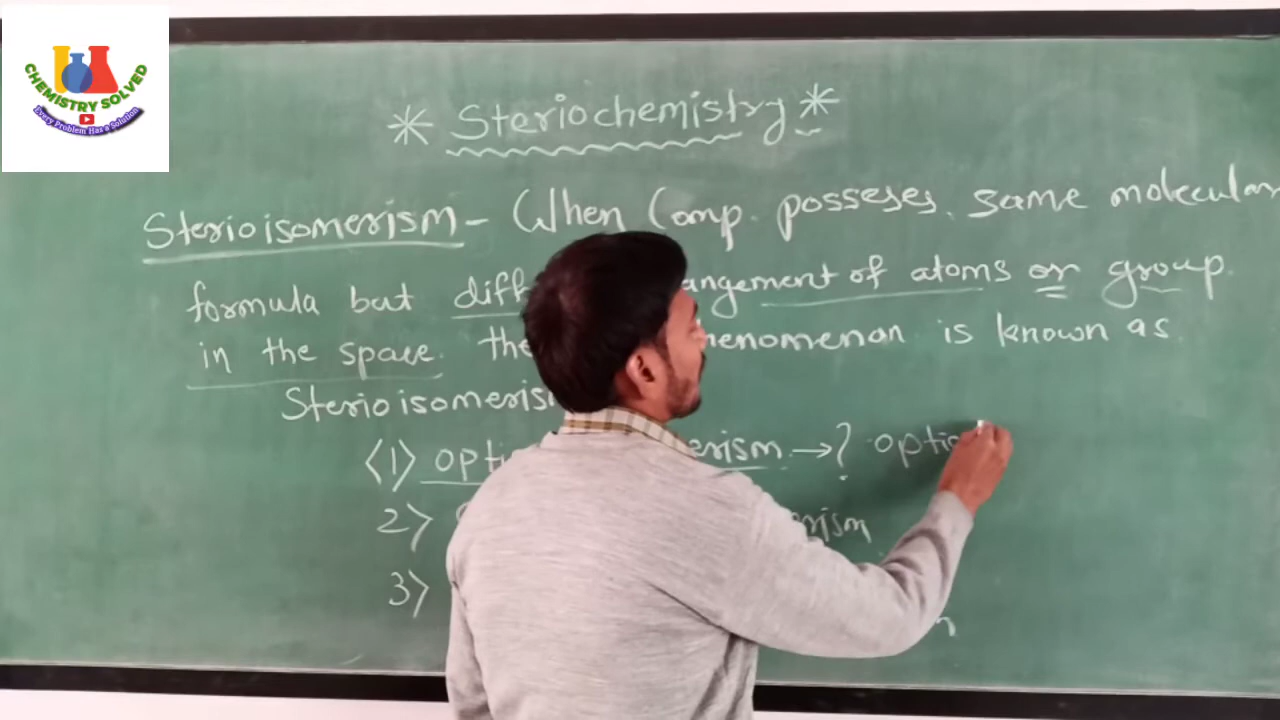 CHEMISTRY SOLVED
Every Problem Has a Solution
* Steriochemistry *
Sterioisomerism - When Comp. posseses same molecular
formula but diff angement of atoms or group
in the space. the henomenon is known as
Sterioisomeris
(1) opti erism → ? optic
2) erism
3) n